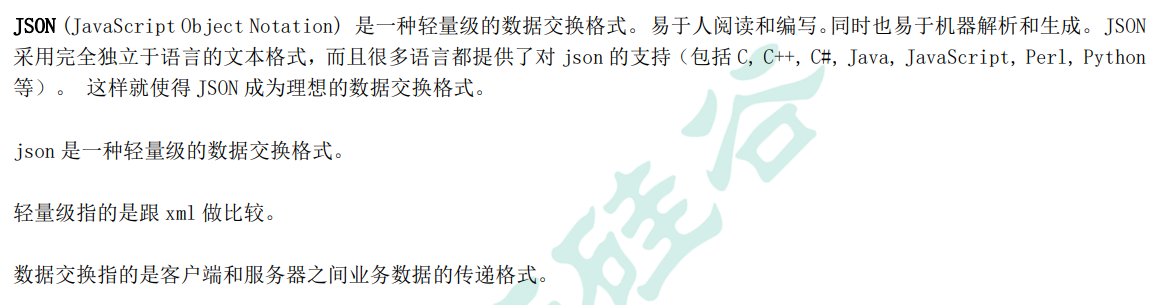 JSON (JavaScript Object Notation) 是一种轻量级的数据交换格式。易于人阅读和编写。同时也易于机器解析和生成。JSON
采用完全独立于语言的文本格式，而且很多语言都提供了对 json 的支持（包括 C, C++, C#, Java, JavaScript, Perl, Python
等）。 这样就使得 JSON 成为理想的数据交换格式。
json 是一种轻量级的数据交换格式。
轻量级指的是跟 xml 做比较。
数据交换指的是客户端和服务器之间业务数据的传递格式。
硅谷